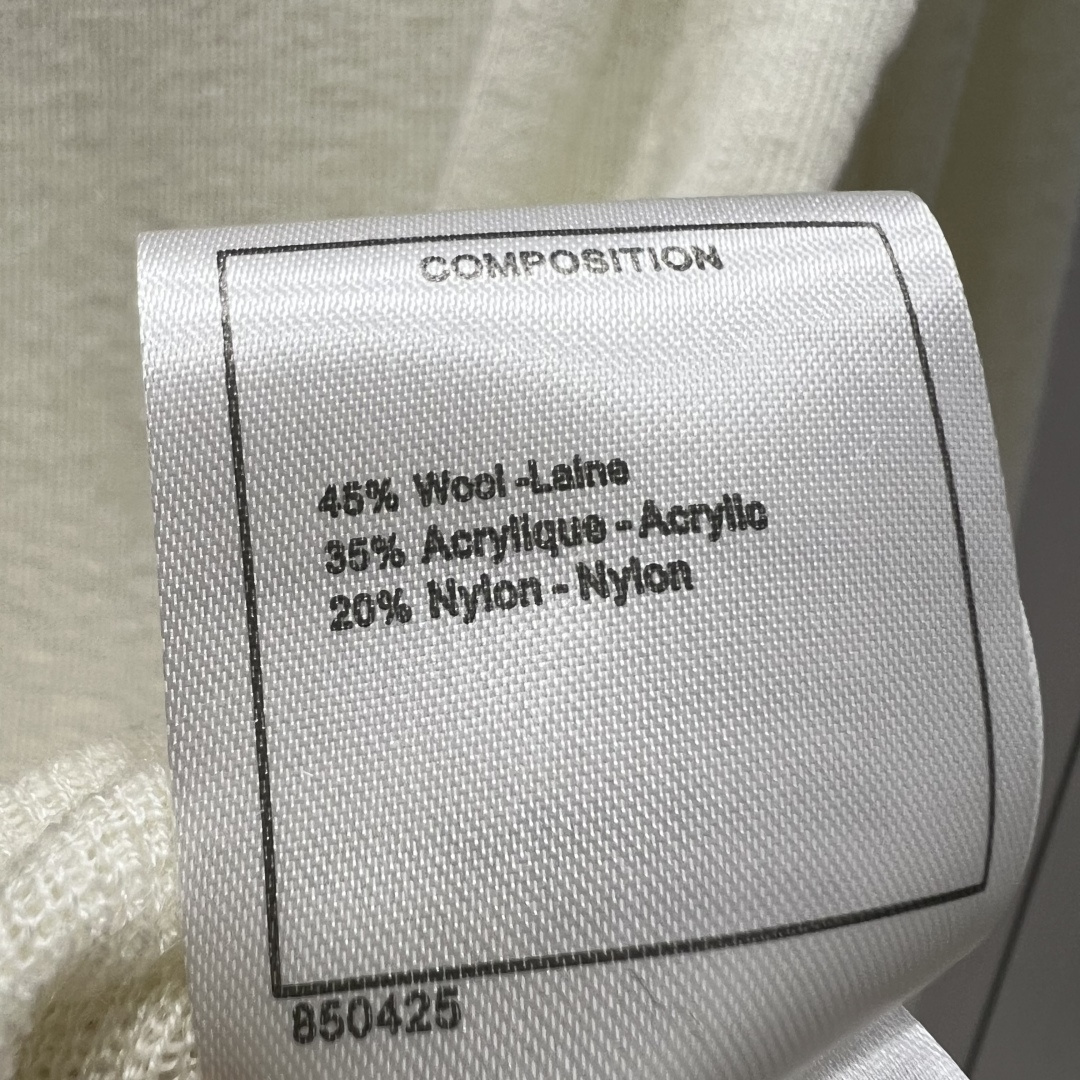 COMPOSITION
45% Wool -Laine
35% Acrylique - Acrylic
20% Nylon - Nylon
850425